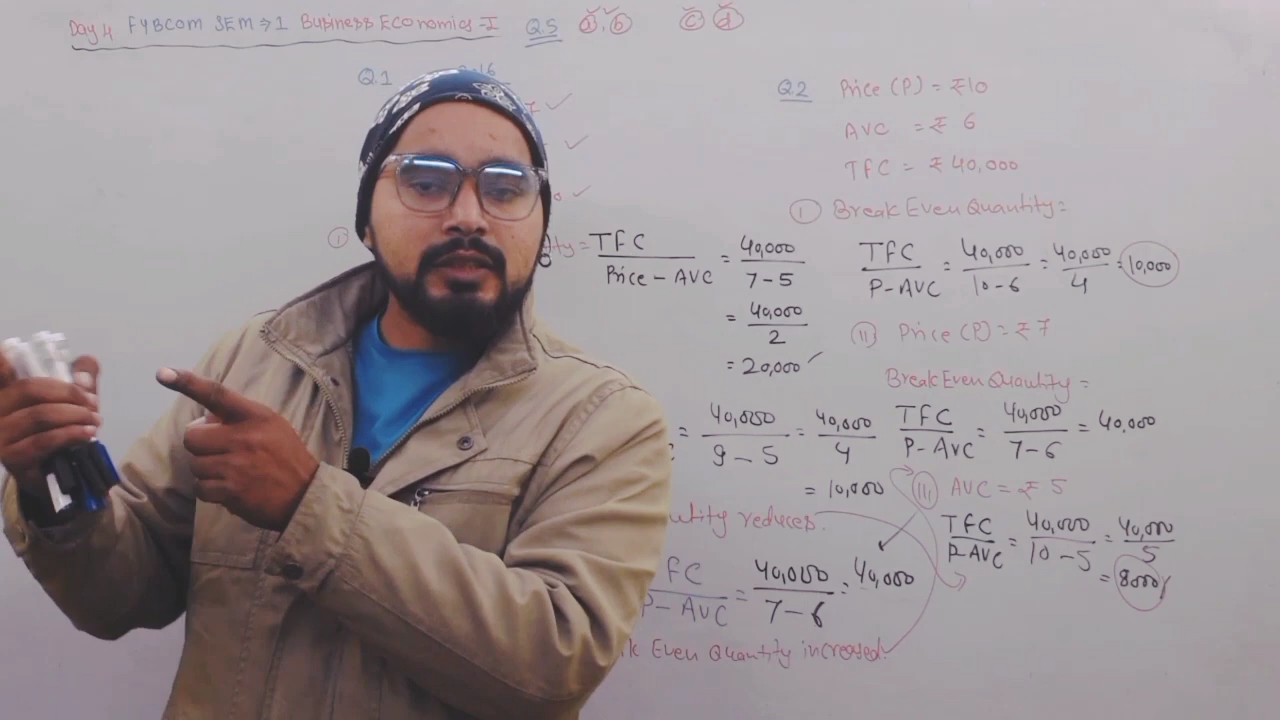 Day 4 FYBCOM SEM ⇒ 1 Business Economics - I Q.5 a, b c d
Q.1
7 ✓
✓
0 ✓
I
= TFC / Price - AVC = 40,000 / 7-5
= 40,000 / 2
= 20,000
= 40,000 / 9-5 = 40,000 / 4
= 10,000
reduces.
P-AVC = 40,000 / 7-6 = 40,000
Even Quantity increased.
Q.2 Price (P) = ₹10
AVC = ₹ 6
TFC = ₹ 40,000
I Break Even Quantity =
TFC / P-AVC = 40,000 / 10-6 = 40,000 / 4 = 10,000
II Price (P) = ₹ 7
Break Even Quantity =
TFC / P-AVC = 40,000 / 7-6 = 40,000
III AVC = ₹ 5
TFC / P-AVC = 40,000 / 10-5 = 40,000 / 5
= 8000